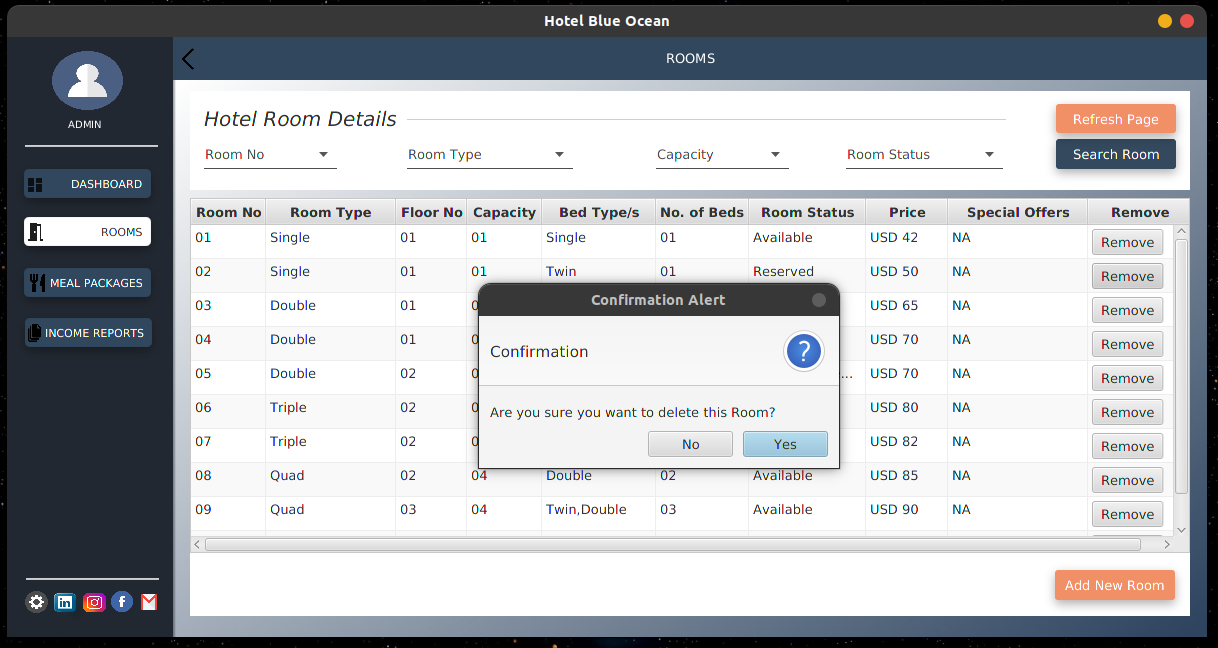 Hotel Blue Ocean
ROOMS
ADMIN
DASHBOARD
ROOMS
MEAL PACKAGES
INCOME REPORTS
Hotel Room Details
Refresh Page
Room No Room Type Capacity Room Status
Search Room
Room No Room Type Floor No Capacity Bed Type/s No. of Beds Room Status Price Special Offers Remove
01 Single 01 01 Single 01 Available USD 42 NA Remove
02 Single 01 01 Twin 01 Reserved USD 50 NA Remove
03 Double 01 USD 65 NA Remove
04 Double 01 USD 70 NA Remove
05 Double 02 ... USD 70 NA Remove
06 Triple 02 USD 80 NA Remove
07 Triple 02 USD 82 NA Remove
08 Quad 02 04 Double 02 Available USD 85 NA Remove
09 Quad 03 04 Twin,Double 03 Available USD 90 NA Remove
Confirmation Alert
Confirmation
?
Are you sure you want to delete this Room?
No Yes
Add New Room